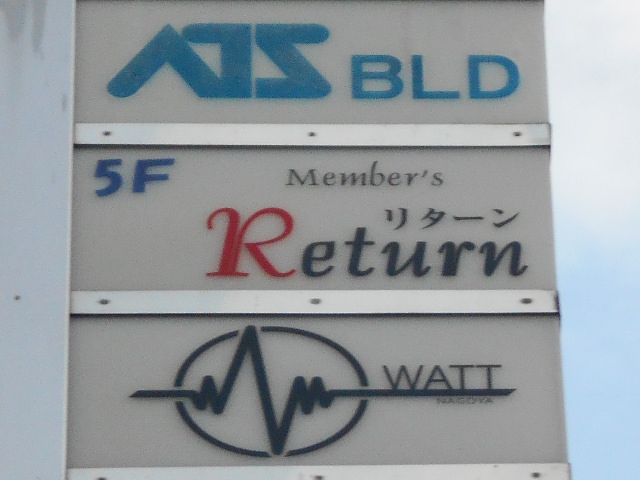 ATS BLD
5F Member's
リターン
Return
WATT
NAGOYA